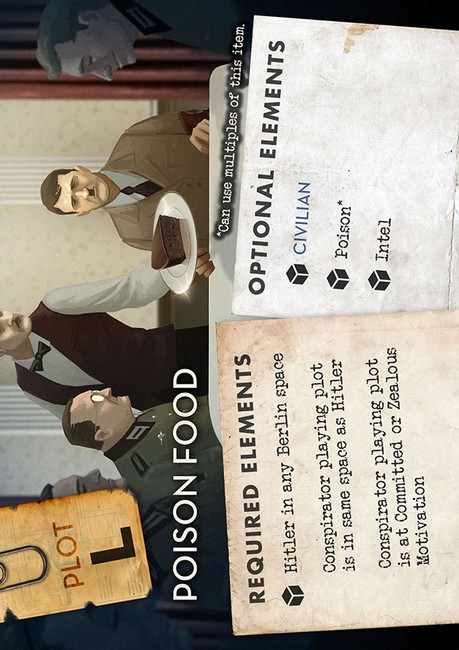 PLOT
L
POISON FOOD
REQUIRED ELEMENTS
Hitler in any Berlin space
Conspirator playing plot
is in same space as Hitler
Conspirator playing plot
is at Committed or Zealous
Motivation
OPTIONAL ELEMENTS
CIVILIAN
Poison*
Intel
*Can use multiples of this item.